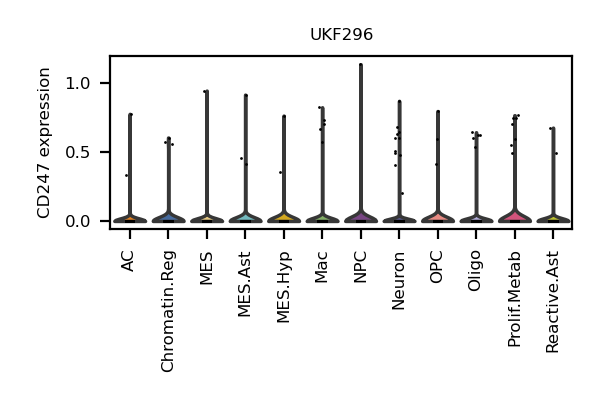 UKF296
CD247 expression
1.0
0.5
0.0
AC
Chromatin.Reg
MES
MES.Ast
MES.Hyp
Mac
NPC
Neuron
OPC
Oligo
Prolif.Metab
Reactive.Ast